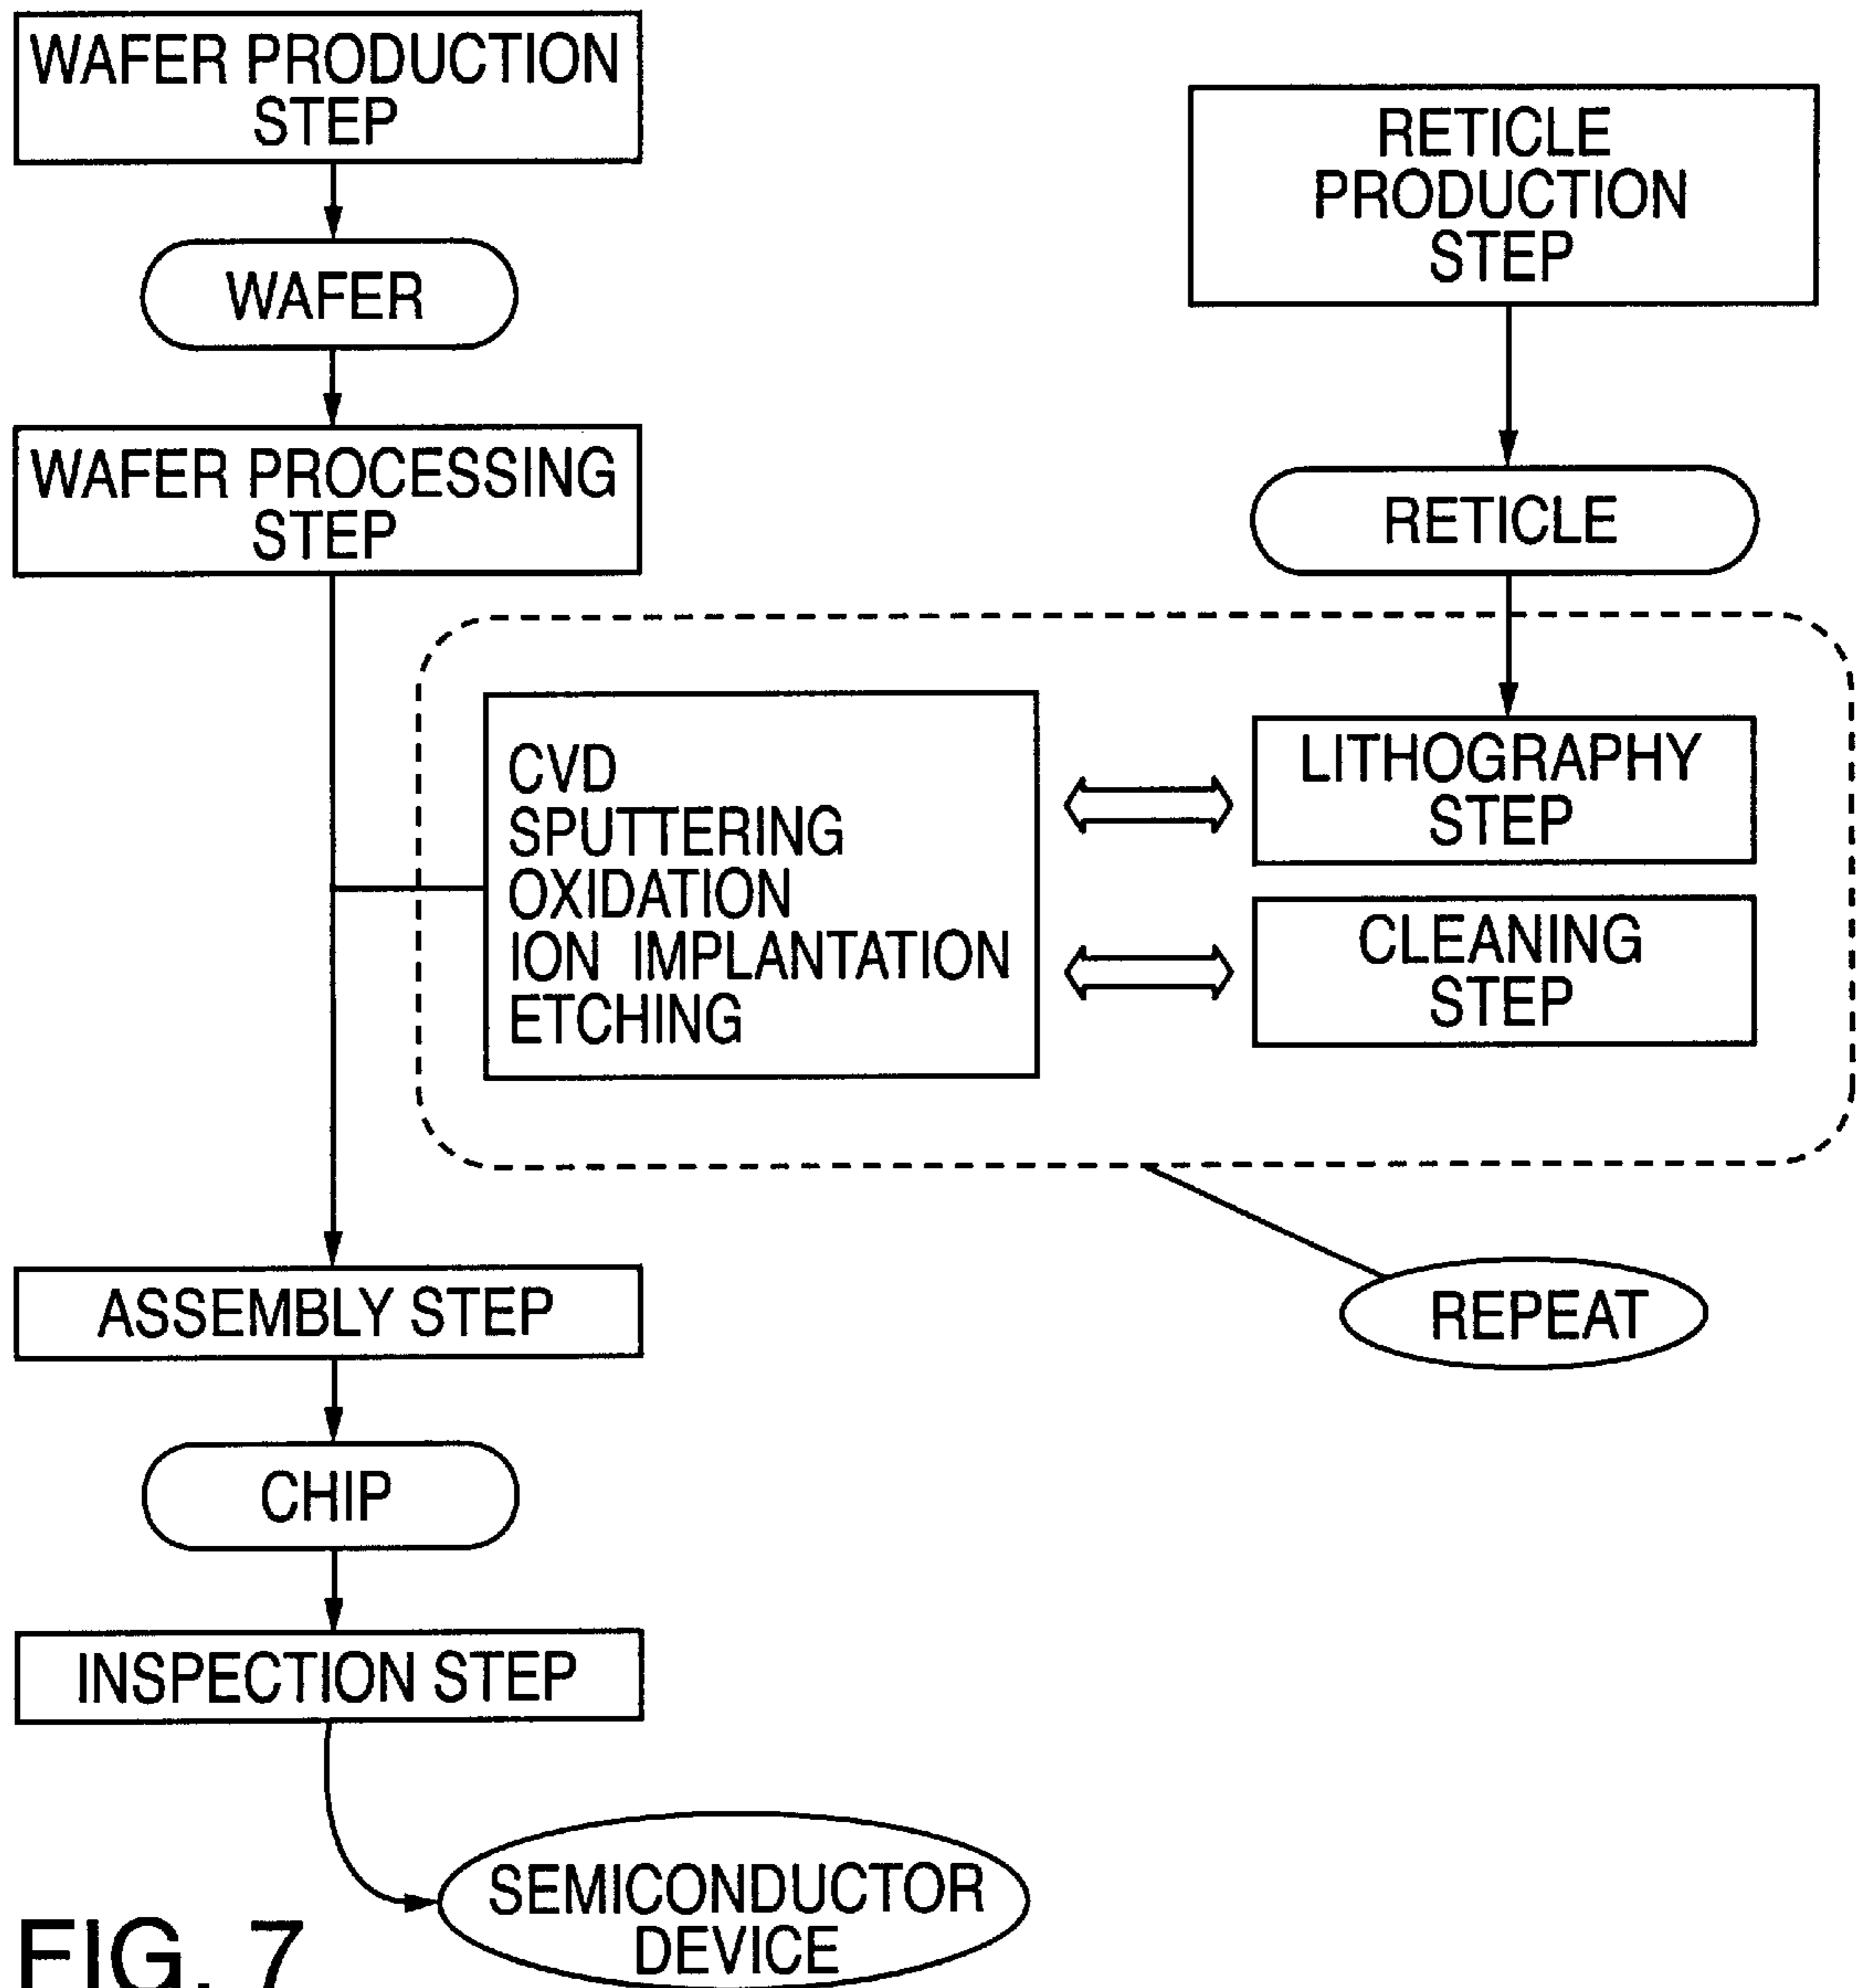 WAFER PRODUCTION
STEP
WAFER
WAFER PROCESSING
STEP
RETICLE
PRODUCTION
STEP
RETICLE
CVD
SPUTTERING
OXIDATION
ION IMPLANTATION
ETCHING
LITHOGRAPHY
STEP
CLEANING
STEP
REPEAT
ASSEMBLY STEP
CHIP
INSPECTION STEP
SEMICONDUCTOR
DEVICE
FIG. 7